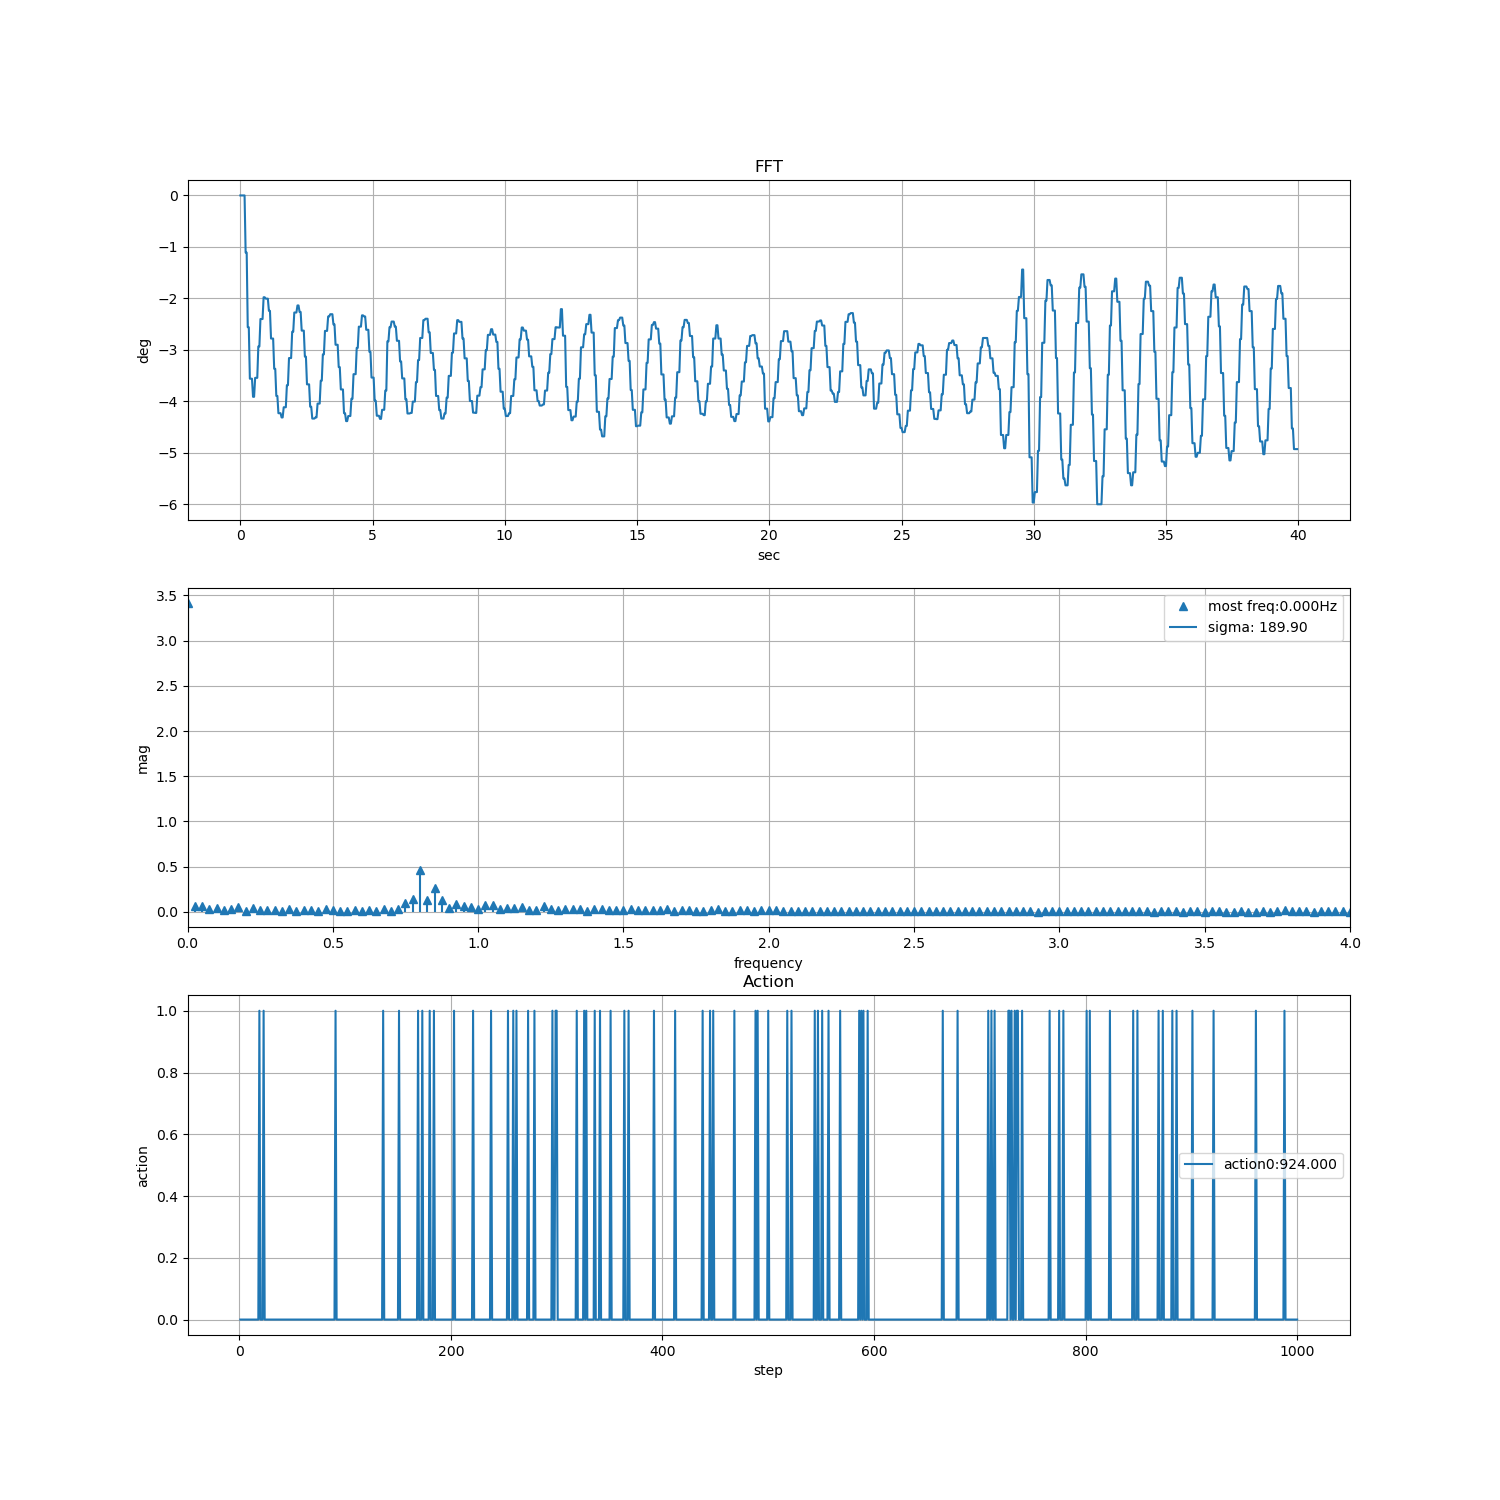 FFT
0
−1
−2
−3
−4
−5
−6
deg
0 5 10 15 20 25 30 35 40
sec
3.5
3.0
2.5
2.0
1.5
1.0
0.5
0.0
mag
most freq:0.000Hz
sigma: 189.90
0.0 0.5 1.0 1.5 2.0 2.5 3.0 3.5 4.0
frequency
Action
1.0
0.8
0.6
0.4
0.2
0.0
action
action0:924.000
0 200 400 600 800 1000
step